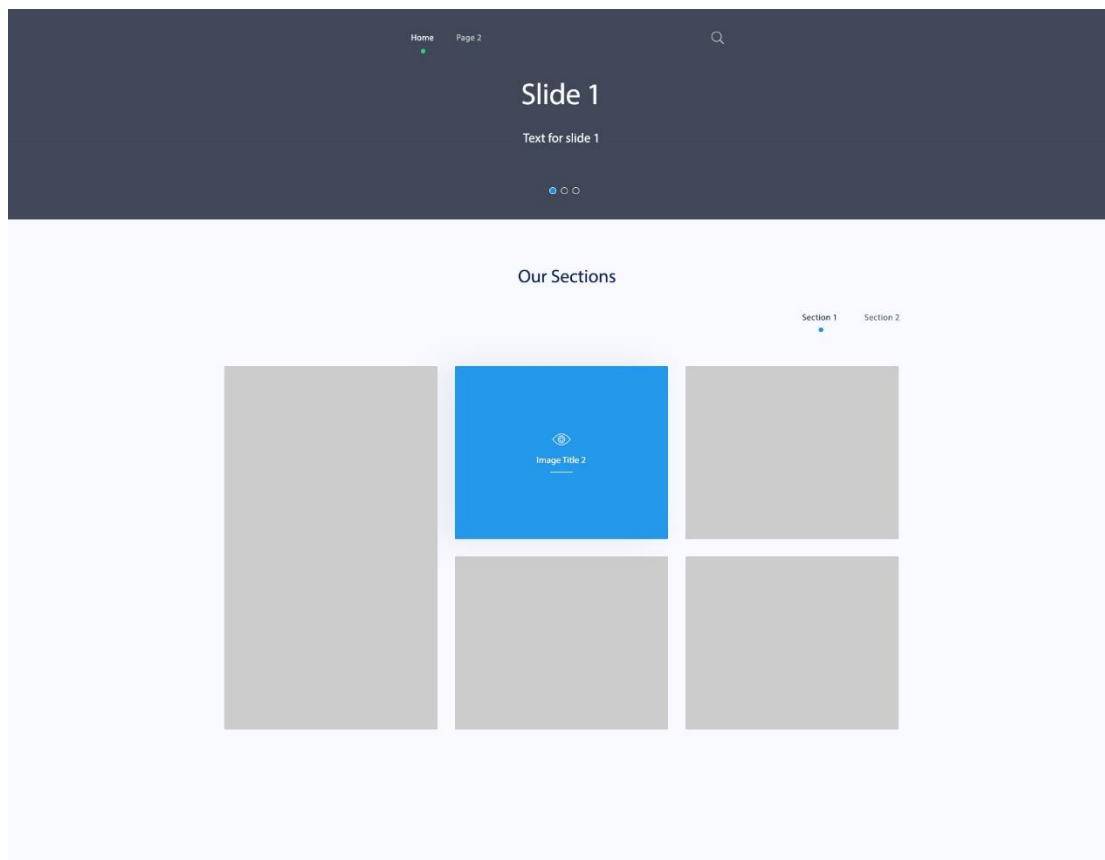 Home Page 2
Slide 1
Text for slide 1
Our Sections
Section 1 Section 2
Image Title 2